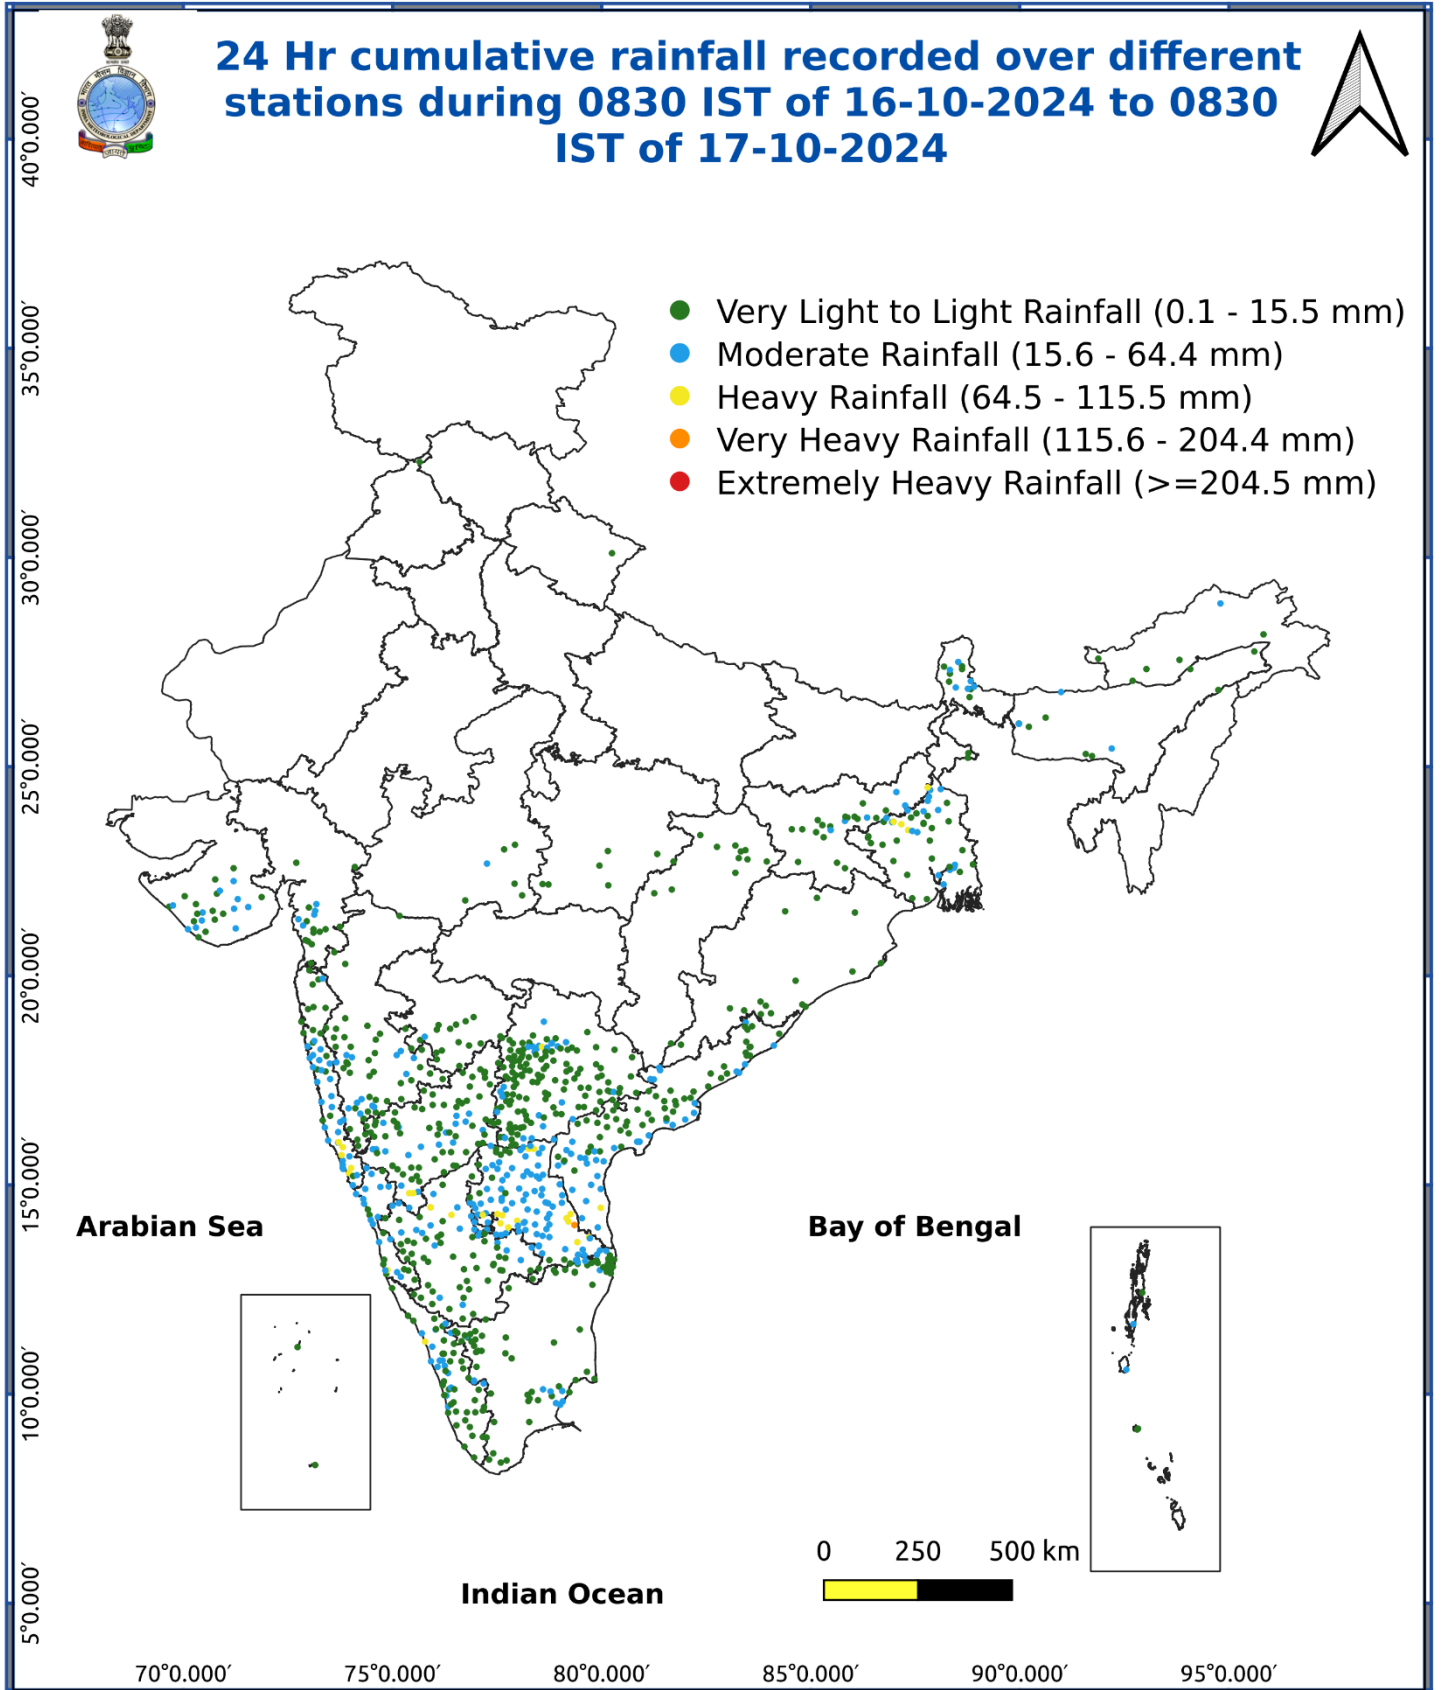 24 Hr cumulative rainfall recorded over different
stations during 0830 IST of 16-10-2024 to 0830
IST of 17-10-2024
Very Light to Light Rainfall (0.1 - 15.5 mm)
Moderate Rainfall (15.6 - 64.4 mm)
Heavy Rainfall (64.5 - 115.5 mm)
Very Heavy Rainfall (115.6 - 204.4 mm)
Extremely Heavy Rainfall (>=204.5 mm)
40°0.000′
35°0.000′
30°0.000′
25°0.000′
20°0.000′
15°0.000′
10°0.000′
5°0.000′
Arabian Sea
Bay of Bengal
Indian Ocean
0 250 500 km
70°0.000′ 75°0.000′ 80°0.000′ 85°0.000′ 90°0.000′ 95°0.000′